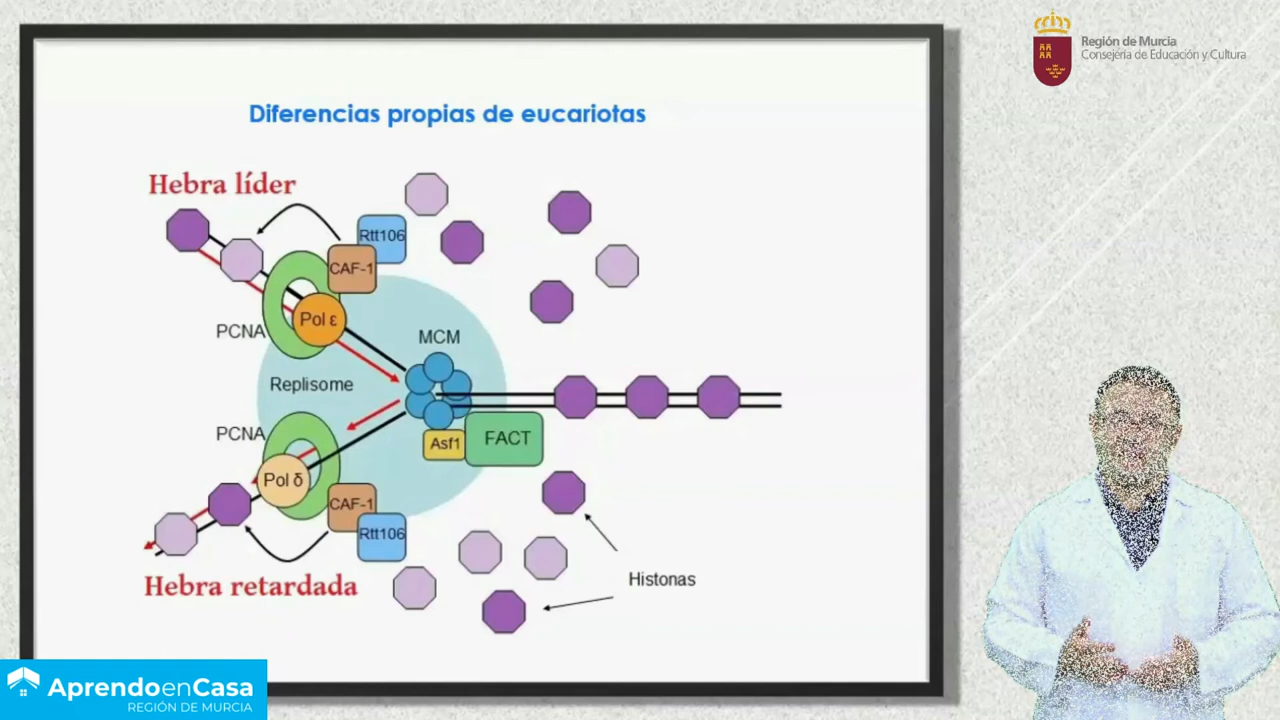 Región de Murcia
Consejería de Educación y Cultura
Diferencias propias de eucariotas
Hebra líder
Rtt106
CAF-1
Pol ε
PCNA
MCM
Replisome
PCNA
Asf1
FACT
Pol δ
CAF-1
Rtt106
Histonas
Hebra retardada
AprendoenCasa
REGIÓN DE MURCIA